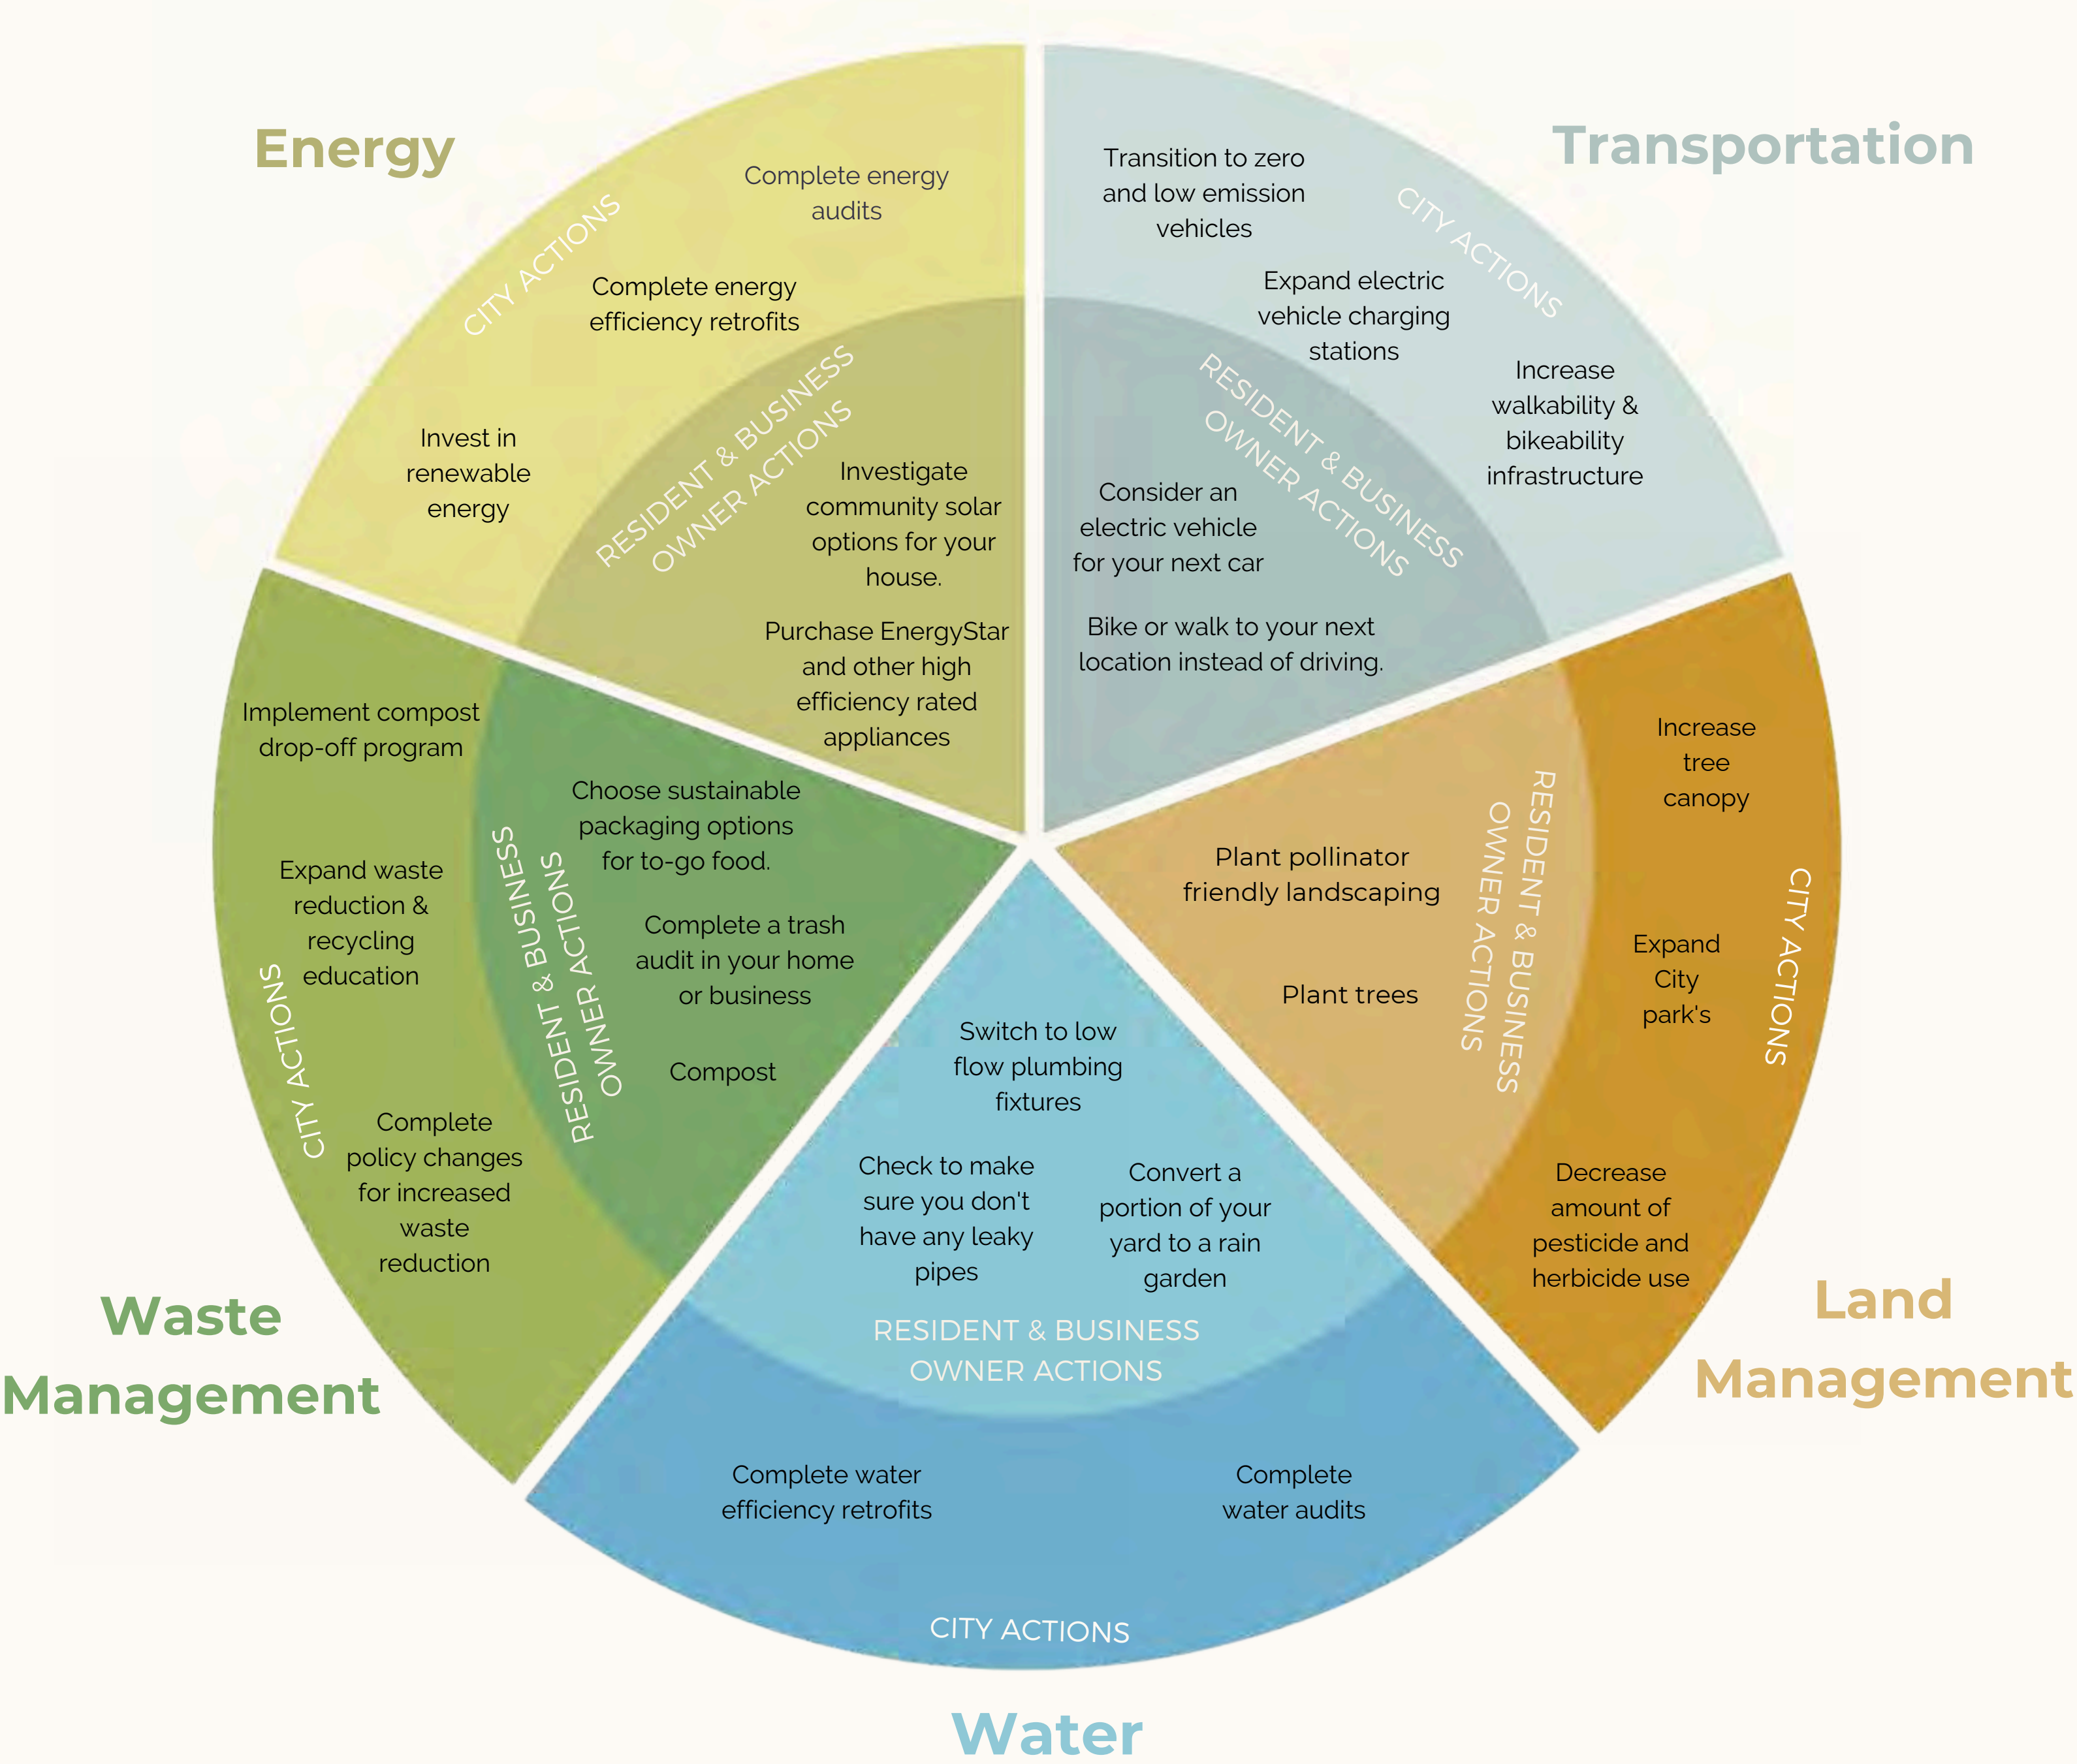 Energy
CITY ACTIONS
Complete energy
audits
Complete energy
efficiency retrofits
Invest in
renewable
energy
RESIDENT & BUSINESS
OWNER ACTIONS
Investigate
community solar
options for your
house.
Purchase EnergyStar
and other high
efficiency rated
appliances
Transportation
CITY ACTIONS
Transition to zero
and low emission
vehicles
Expand electric
vehicle charging
stations
Increase
walkability &
bikeability
infrastructure
RESIDENT & BUSINESS
OWNER ACTIONS
Consider an
electric vehicle
for your next car
Bike or walk to your next
location instead of driving.
Land
Management
CITY ACTIONS
Increase
tree
canopy
Expand
City
park's
Decrease
amount of
pesticide and
herbicide use
RESIDENT & BUSINESS
OWNER ACTIONS
Plant pollinator
friendly landscaping
Plant trees
Water
Switch to low
flow plumbing
fixtures
Check to make
sure you don't
have any leaky
pipes
Convert a
portion of your
yard to a rain
garden
RESIDENT & BUSINESS
OWNER ACTIONS
Complete water
efficiency retrofits
Complete
water audits
CITY ACTIONS
Waste
Management
CITY ACTIONS
Implement compost
drop-off program
Expand waste
reduction &
recycling
education
Complete
policy changes
for increased
waste
reduction
RESIDENT & BUSINESS
OWNER ACTIONS
Choose sustainable
packaging options
for to-go food.
Complete a trash
audit in your home
or business
Compost